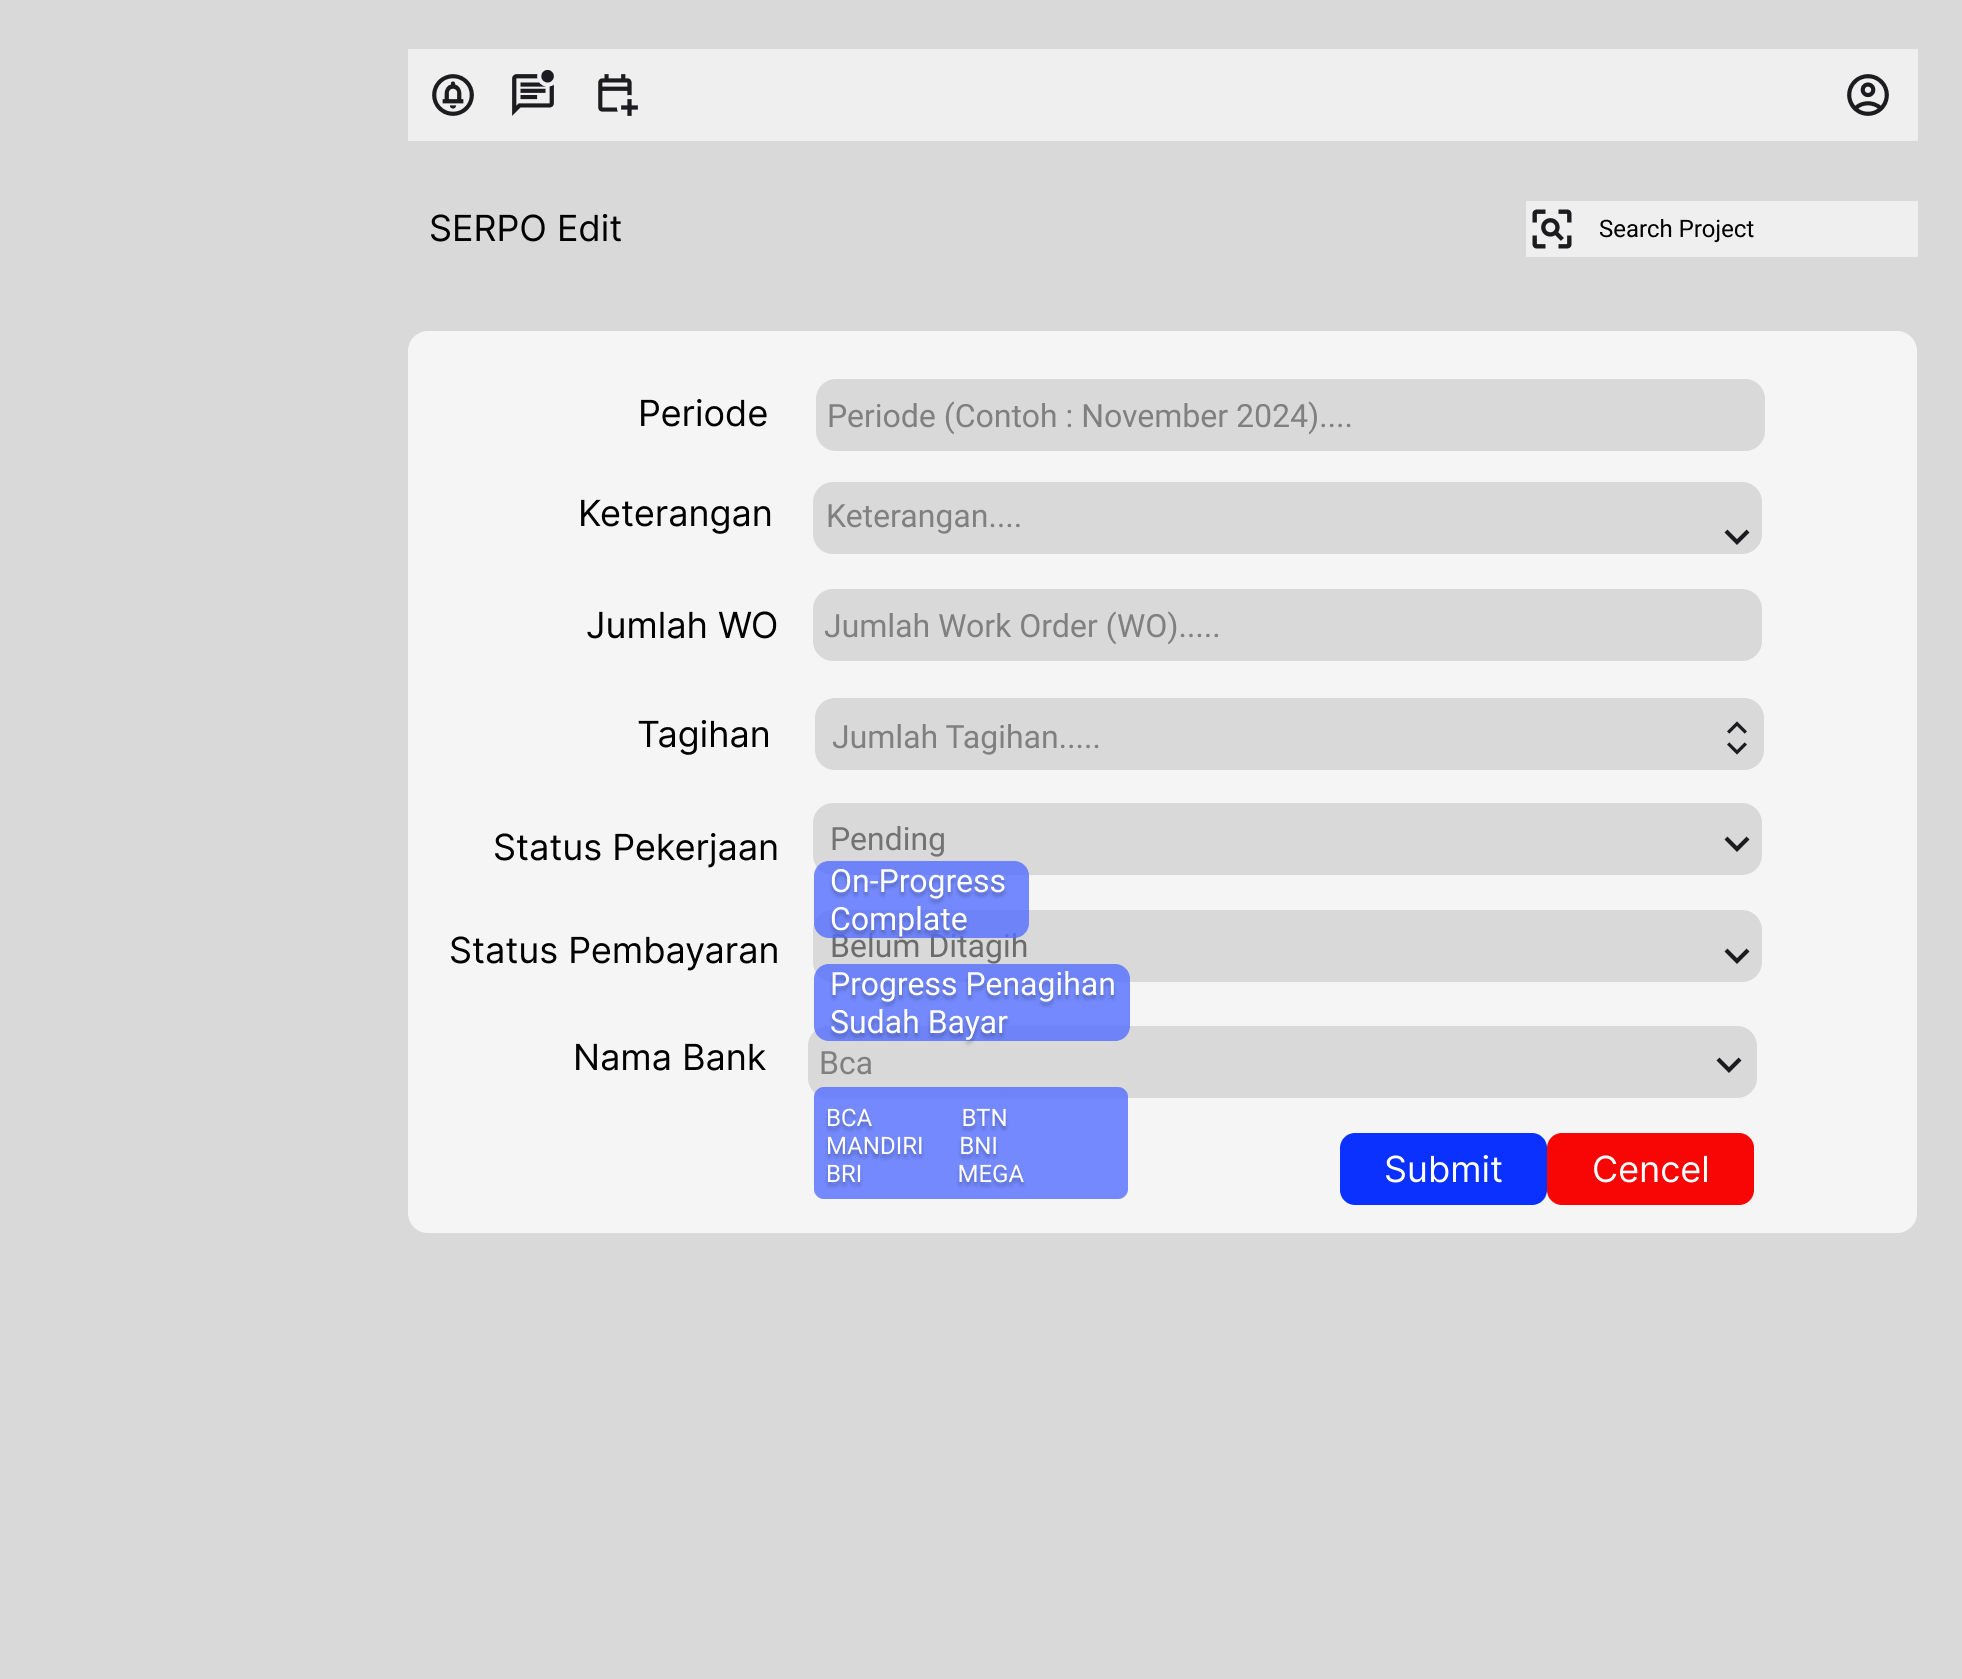 SERPO Edit
Search Project
Periode
Periode (Contoh : November 2024)....
Keterangan
Keterangan....
Jumlah WO
Jumlah Work Order (WO).....
Tagihan
Jumlah Tagihan.....
Status Pekerjaan
Pending
On-Progress
Complate
Status Pembayaran
Belum Ditagih
Progress Penagihan
Sudah Bayar
Nama Bank
Bca
BCA BTN
MANDIRI BNI
BRI MEGA
Submit
Cencel